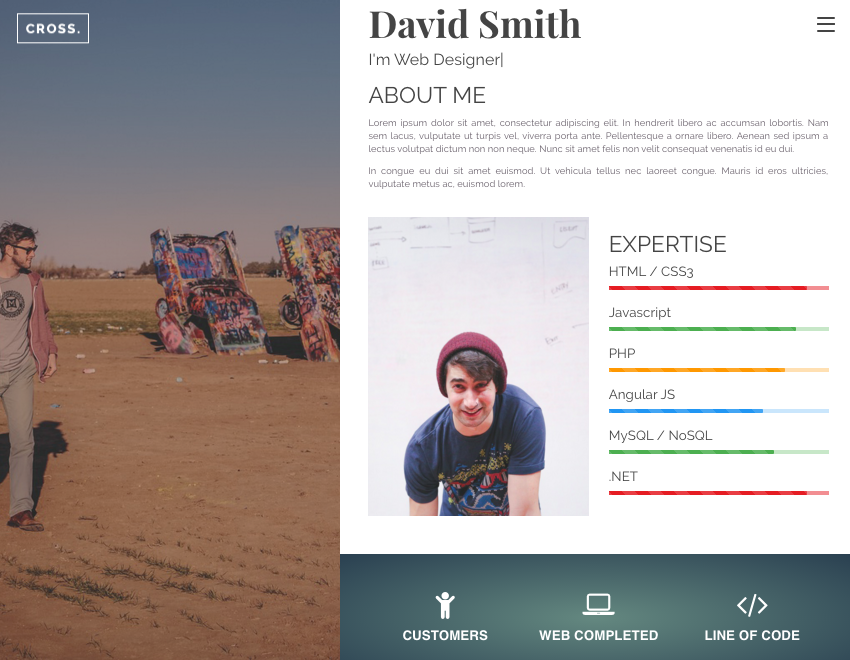 CROSS.
David Smith
I'm Web Designer|
ABOUT ME
Lorem ipsum dolor sit amet, consectetur adipiscing elit. In hendrerit libero ac accumsan lobortis. Nam
sem lacus, vulputate ut turpis vel, viverra porta ante. Pellentesque a ornare libero. Aenean sed ipsum a
lectus volutpat dictum non non neque. Nunc sit amet felis non velit consequat venenatis id eu dui.
In congue eu dui sit amet euismod. Ut vehicula tellus nec laoreet congue. Mauris id eros ultricies,
vulputate metus ac, euismod lorem.
EXPERTISE
HTML / CSS3
Javascript
PHP
Angular JS
MySQL / NoSQL
.NET
CUSTOMERS
WEB COMPLETED
LINE OF CODE